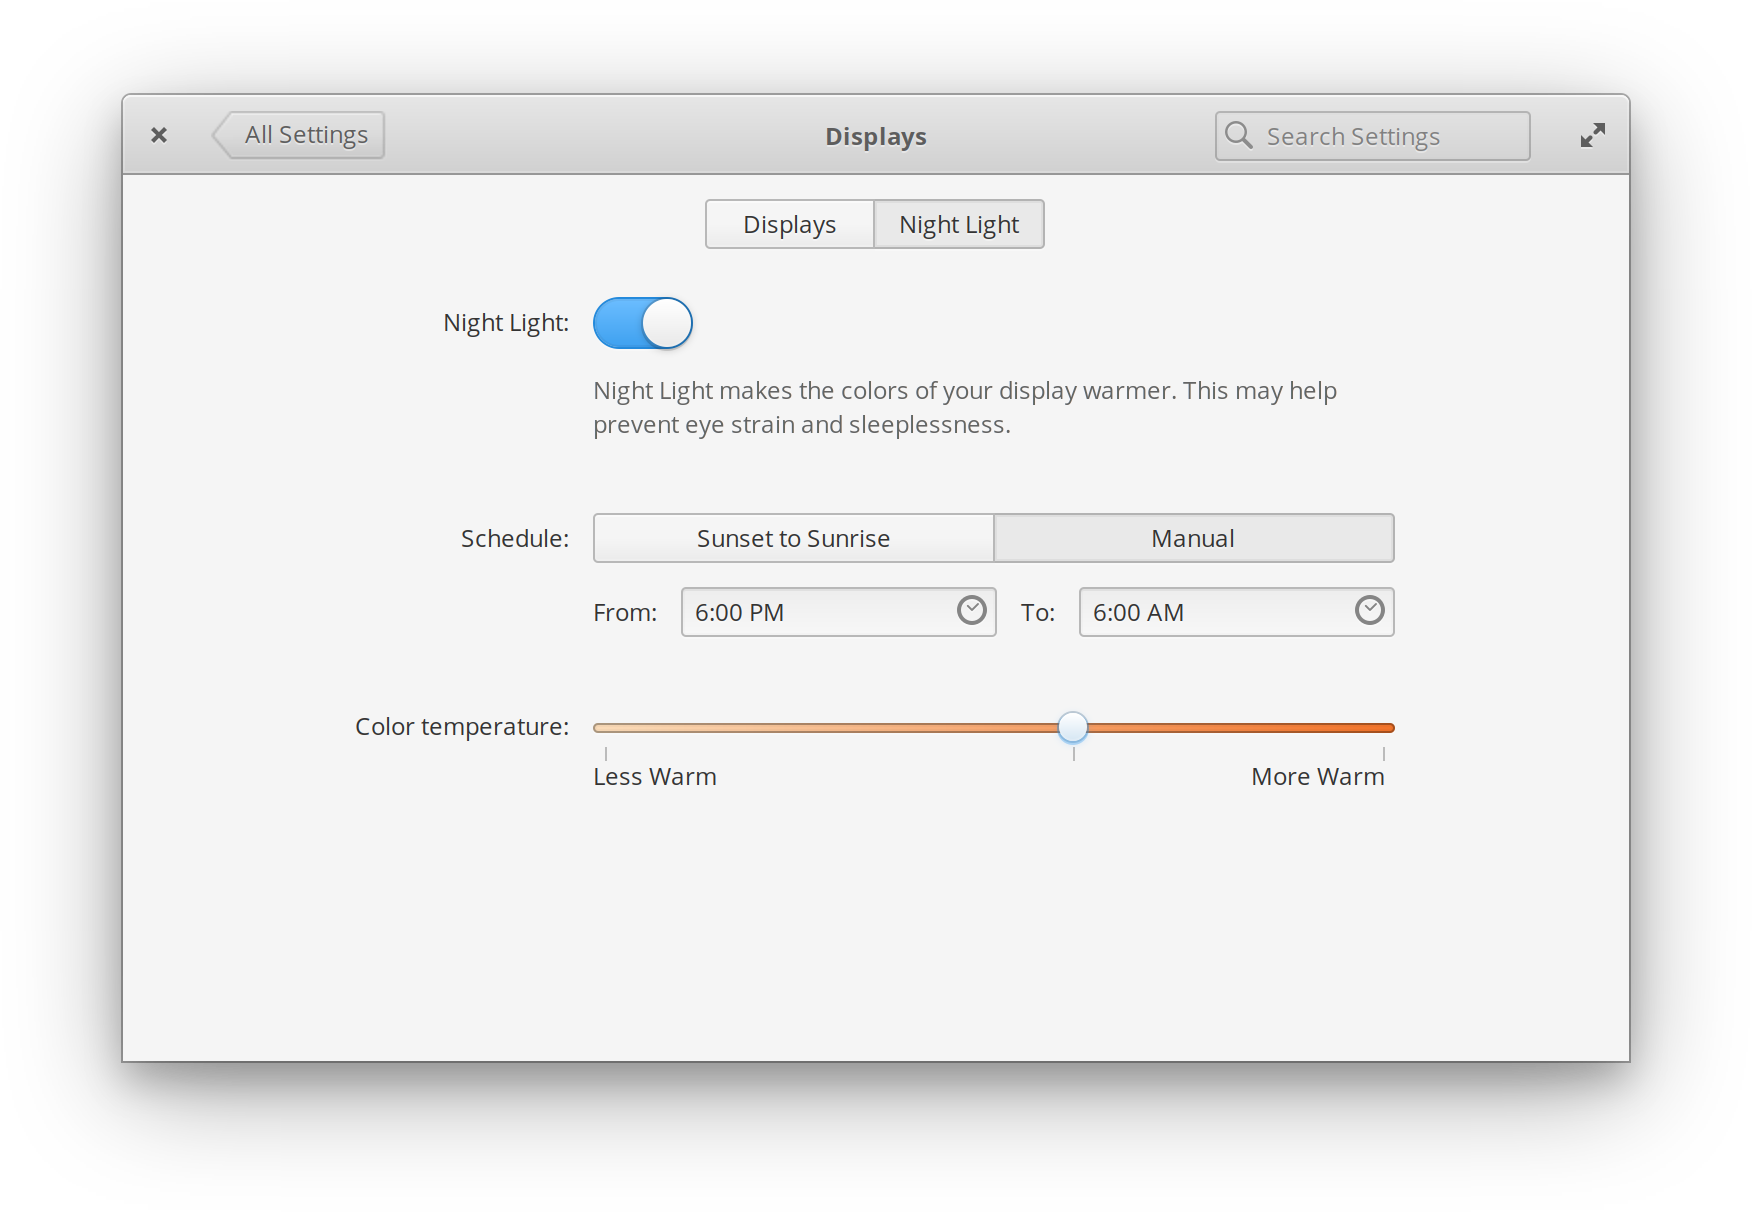 All Settings
Displays
Search Settings
Displays
Night Light
Night Light:
Night Light makes the colors of your display warmer. This may help
prevent eye strain and sleeplessness.
Schedule:
Sunset to Sunrise
Manual
From:
6:00 PM
To:
6:00 AM
Color temperature:
Less Warm
More Warm